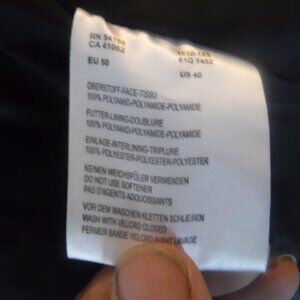 CA 41062
EU 50
US 40
OBERSTOFF-FACE-TISSU
100% POLYAMID-POLYAMIDE-POLYAMIDE
FUTTER-LINING-DOUBLURE
100% POLYAMID-POLYAMIDE-POLYAMIDE
EINLAGE-INTERLINING-TRIPLURE
100% POLYESTER-POLYESTER-POLYESTER
KEINEN WEICHSPÜLER VERWENDEN
DO NOT USE SOFTENER
PAS D'AGENTS ADOUCISSANTS
VOR DEM WASCHEN KLETTEN SCHLIEßEN
WASH WITH VELCRO CLOSED
FERMER BANDE VELCRO AVANT LAVAGE